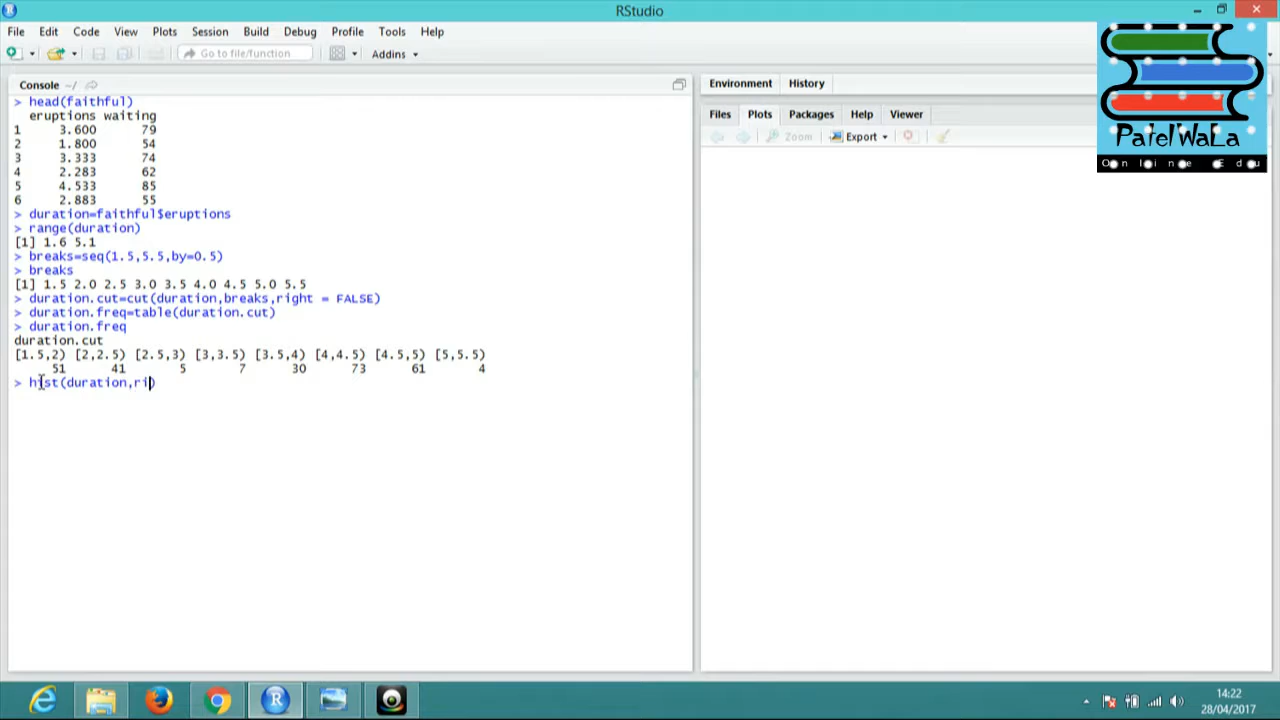 RStudio
File Edit Code View Plots Session Build Debug Profile Tools Help
Go to file/function Addins
Console ~/
> head(faithful)
eruptions waiting
1 3.600 79
2 1.800 54
3 3.333 74
4 2.283 62
5 4.533 85
6 2.883 55
> duration=faithful$eruptions
> range(duration)
[1] 1.6 5.1
> breaks=seq(1.5,5.5,by=0.5)
> breaks
[1] 1.5 2.0 2.5 3.0 3.5 4.0 4.5 5.0 5.5
> duration.cut=cut(duration,breaks,right = FALSE)
> duration.freq=table(duration.cut)
> duration.freq
duration.cut
[1.5,2) [2,2.5) [2.5,3) [3,3.5) [3.5,4) [4,4.5) [4.5,5) [5,5.5)
51 41 5 7 30 73 61 4
> hist(duration,ri)
Environment History
Files Plots Packages Help Viewer
Zoom Export
PatelWaLa
Online Edu
14:22
28/04/2017